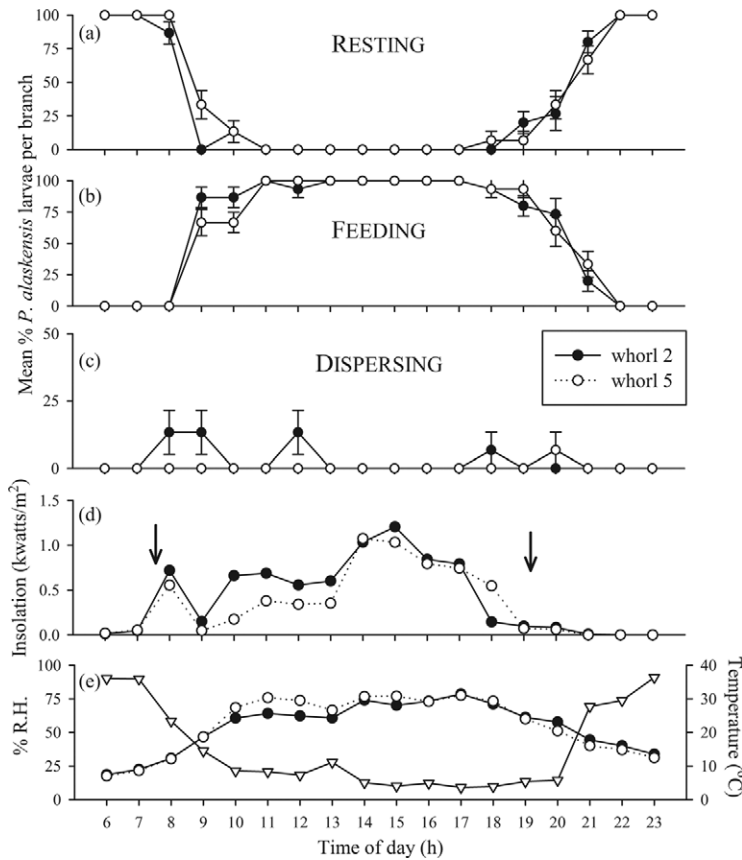 (a)
RESTING
100
75
50
25
0
(b)
FEEDING
100
75
50
25
0
Mean % P. alaskensis larvae per branch
(c)
DISPERSING
50
25
0
whorl 2
whorl 5
(d)
Insolation (kwatts/m²)
1.5
1.0
0.5
0.0
(e)
% R.H.
100
75
50
25
0
40
30
20
10
0
Temperature (°C)
6 7 8 9 10 11 12 13 14 15 16 17 18 19 20 21 22 23
Time of day (h)